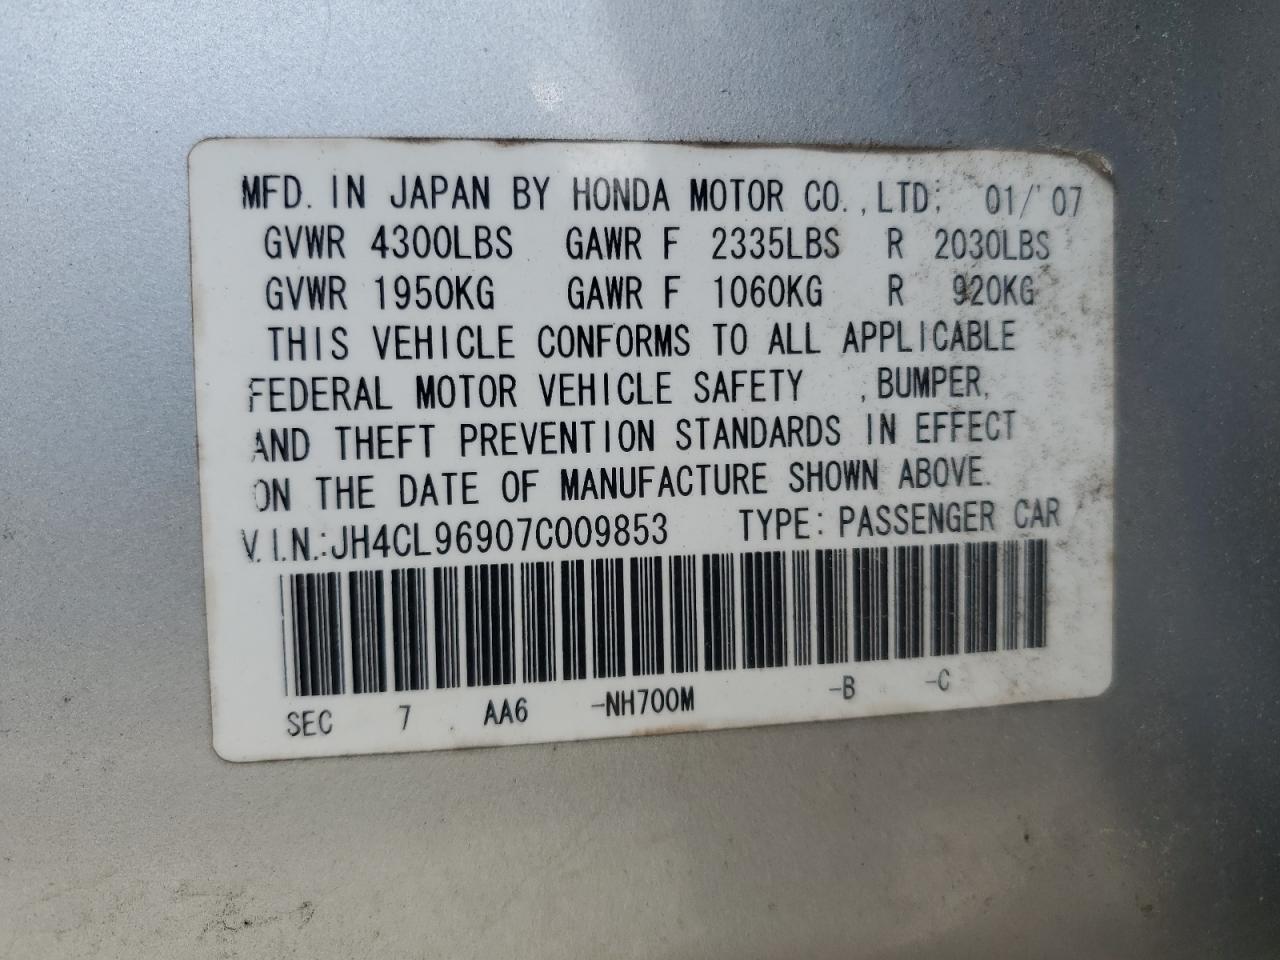 MFD. IN JAPAN BY HONDA MOTOR CO., LTD; 01/'07
GVWR 4300LBS GAWR F 2335LBS R 2030LBS
GVWR 1950KG GAWR F 1060KG R 920KG
THIS VEHICLE CONFORMS TO ALL APPLICABLE
FEDERAL MOTOR VEHICLE SAFETY , BUMPER,
AND THEFT PREVENTION STANDARDS IN EFFECT
ON THE DATE OF MANUFACTURE SHOWN ABOVE.
V.I.N.:JH4CL96907C009853 TYPE: PASSENGER CAR
SEC 7 AA6 -NH700M -B -C